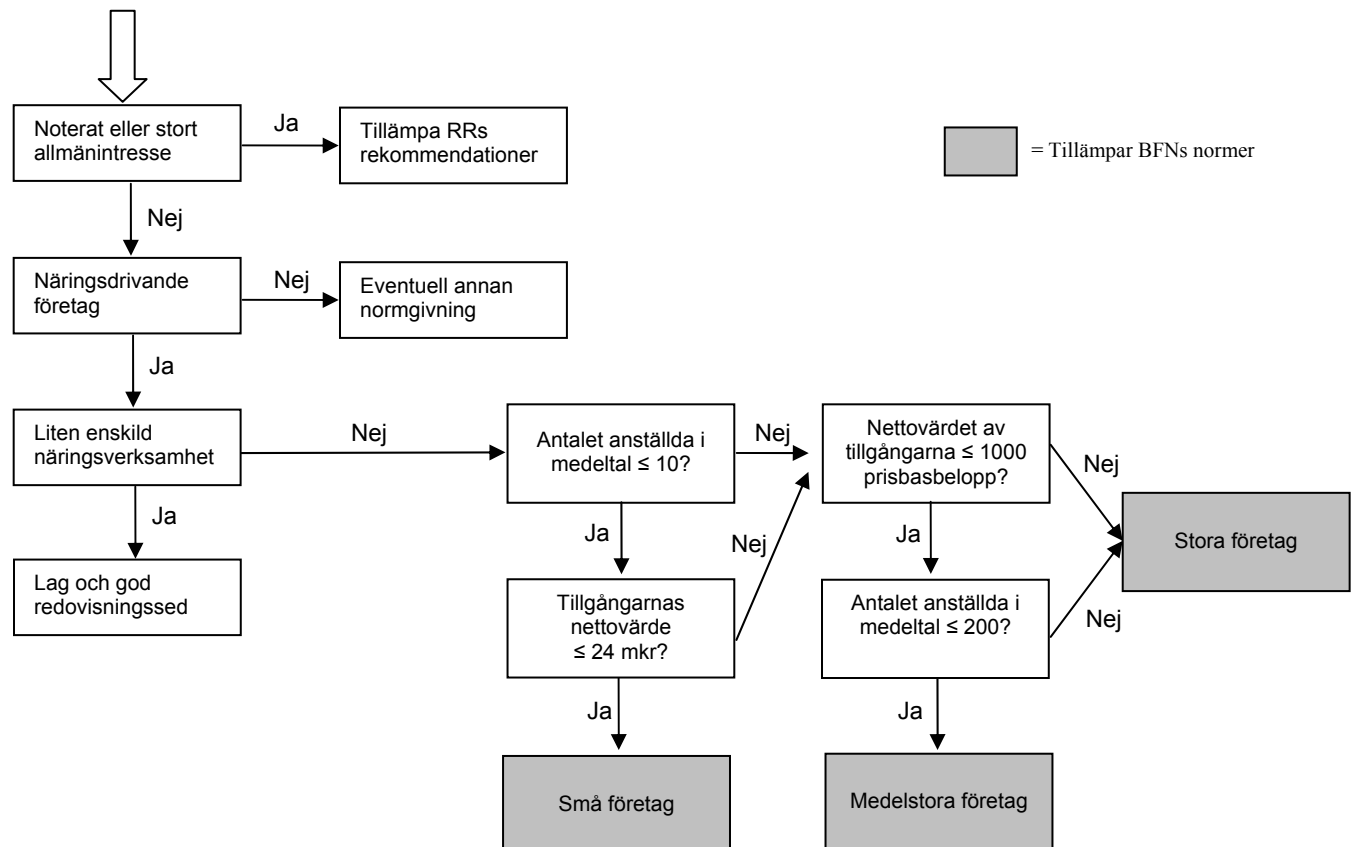 Noterat eller stort
allmänintresse
Ja
Tillämpa RRs
rekommendationer
= Tillämpar BFNs normer
Nej
Näringsdrivande
företag
Nej
Eventuell annan
normgivning
Ja
Liten enskild
näringsverksamhet
Nej
Antalet anställda i
medeltal ≤ 10?
Nej
Nettovärdet av
tillgångarna ≤ 1000
prisbasbelopp?
Nej
Ja
Ja
Nej
Ja
Stora företag
Lag och god
redovisningssed
Tillgångarnas
nettovärde
≤ 24 mkr?
Antalet anställda i
medeltal ≤ 200?
Nej
Ja
Ja
Små företag
Medelstora företag